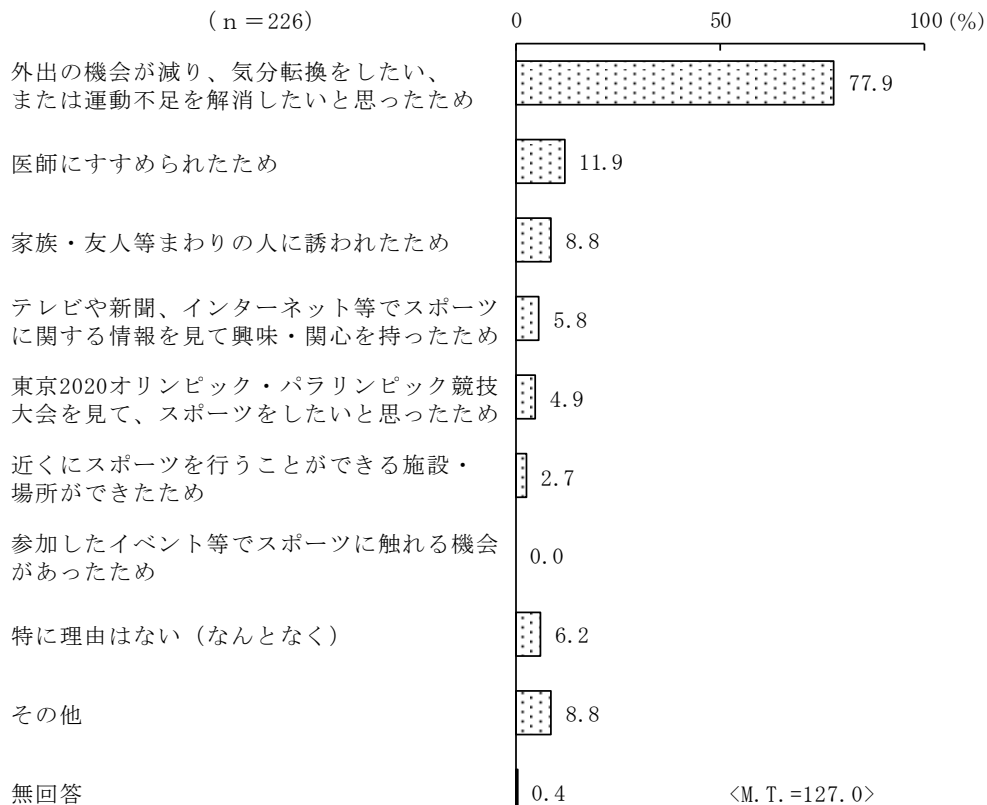 (n=226)
0 50 100(%)
外出の機会が減り、気分転換をしたい、
または運動不足を解消したいと思ったため
77.9
医師にすすめられたため
11.9
家族・友人等まわりの人に誘われたため
8.8
テレビや新聞、インターネット等でスポーツ
に関する情報を見て興味・関心を持ったため
5.8
東京2020オリンピック・パラリンピック競技
大会を見て、スポーツをしたいと思ったため
4.9
近くにスポーツを行うことができる施設・
場所ができたため
2.7
参加したイベント等でスポーツに触れる機会
があったため
0.0
特に理由はない（なんとなく）
6.2
その他
8.8
無回答
0.4
<M.T.=127.0>